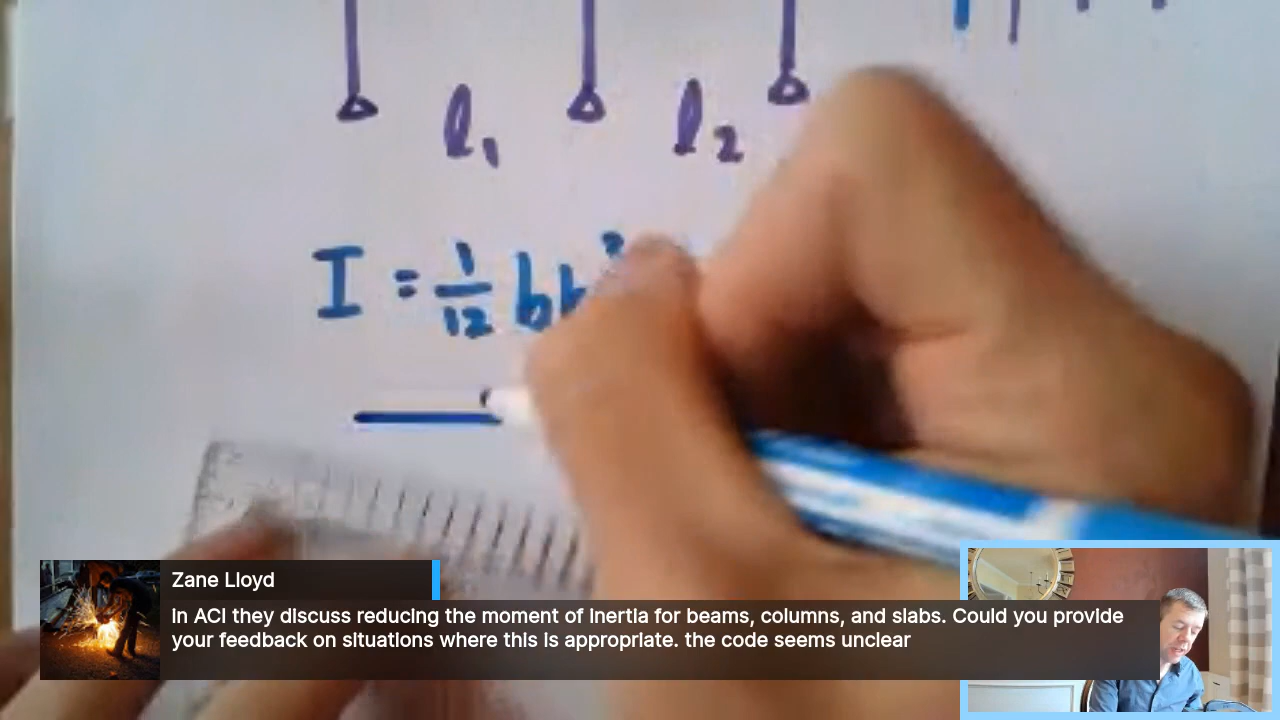 l₁ l₂
I = 1/12 bh³
Zane Lloyd
In ACI they discuss reducing the moment of inertia for beams, columns, and slabs. Could you provide
your feedback on situations where this is appropriate. the code seems unclear